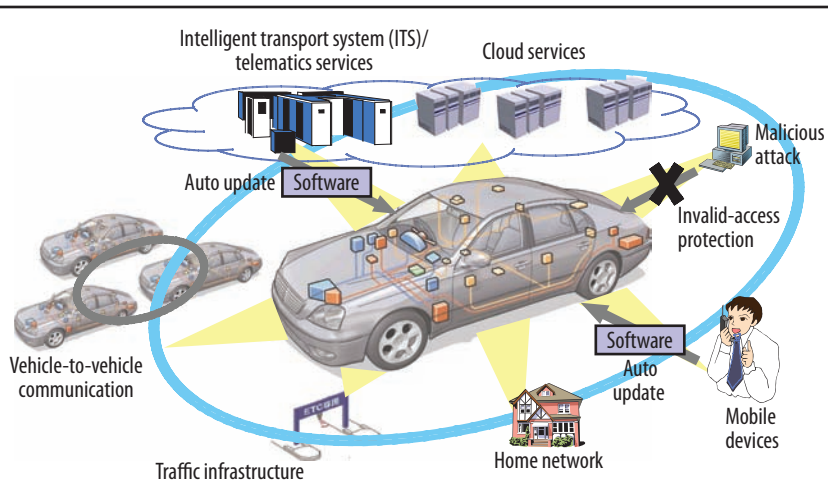 Intelligent transport system (ITS)/
telematics services
Cloud services
Malicious
attack
Auto update
Software
Invalid-access
protection
Vehicle-to-vehicle
communication
Software
Auto
update
Mobile
devices
Home network
Traffic infrastructure